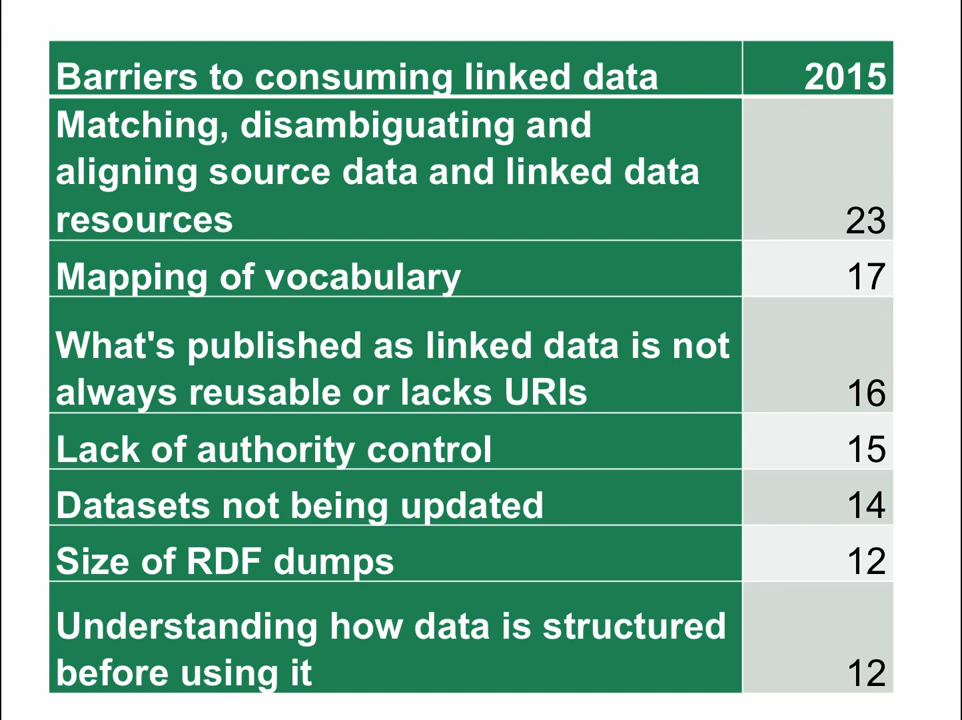 Barriers to consuming linked data 2015
Matching, disambiguating and
aligning source data and linked data
resources 23
Mapping of vocabulary 17
What's published as linked data is not
always reusable or lacks URIs 16
Lack of authority control 15
Datasets not being updated 14
Size of RDF dumps 12
Understanding how data is structured
before using it 12